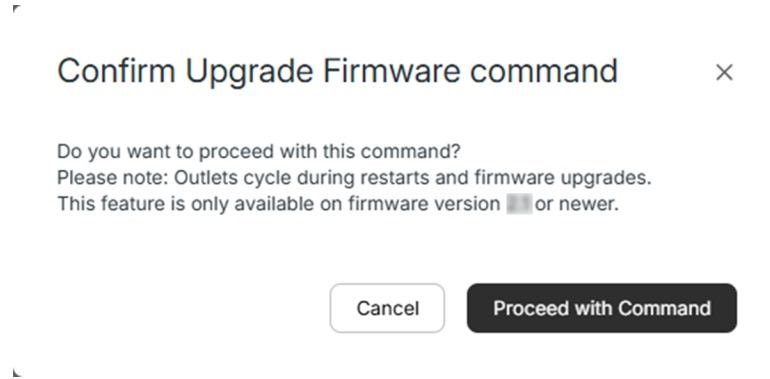 Confirm Upgrade Firmware command
Do you want to proceed with this command?
Please note: Outlets cycle during restarts and firmware upgrades.
This feature is only available on firmware version or newer.
Cancel
Proceed with Command